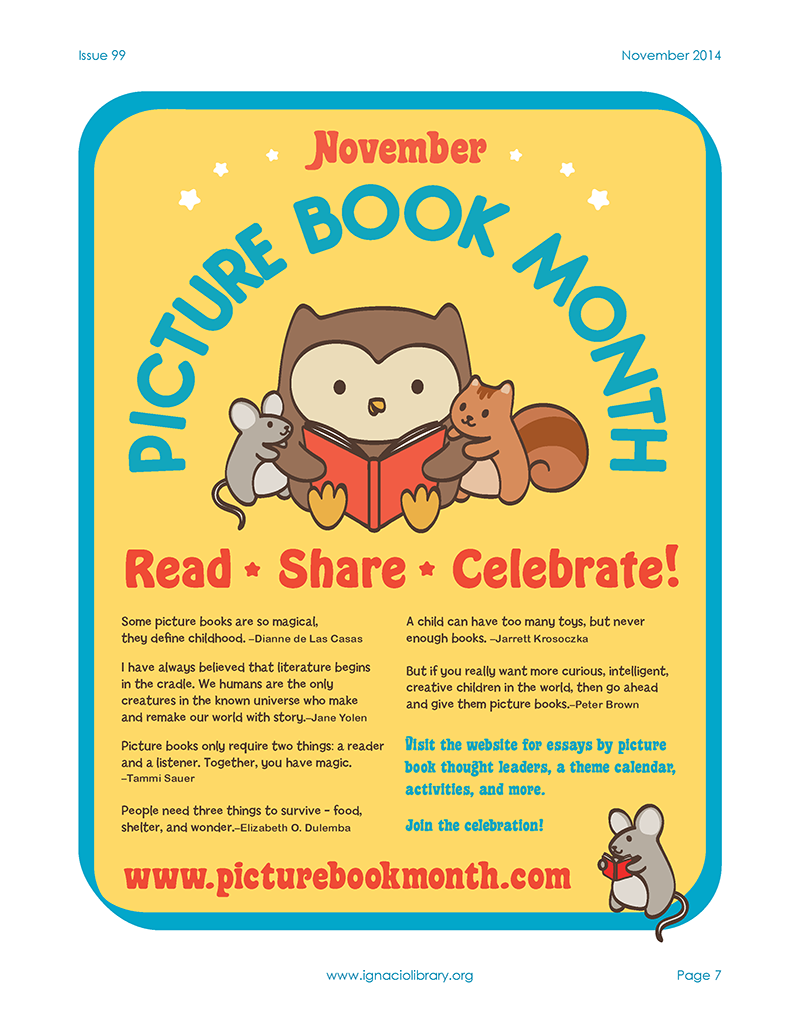 Issue 99
November 2014
November
PICTURE BOOK MONTH
Read ★ Share ★ Celebrate!
Some picture books are so magical,
they define childhood. –Dianne de Las Casas
I have always believed that literature begins
in the cradle. We humans are the only
creatures in the known universe who make
and remake our world with story.–Jane Yolen
Picture books only require two things: a reader
and a listener. Together, you have magic.
–Tammi Sauer
People need three things to survive – food,
shelter, and wonder.–Elizabeth O. Dulemba
A child can have too many toys, but never
enough books. –Jarrett Krosoczka
But if you really want more curious, intelligent,
creative children in the world, then go ahead
and give them picture books.–Peter Brown
Visit the website for essays by picture
book thought leaders, a theme calendar,
activities, and more.
Join the celebration!
www.picturebookmonth.com
www.ignaciolibrary.org
Page 7